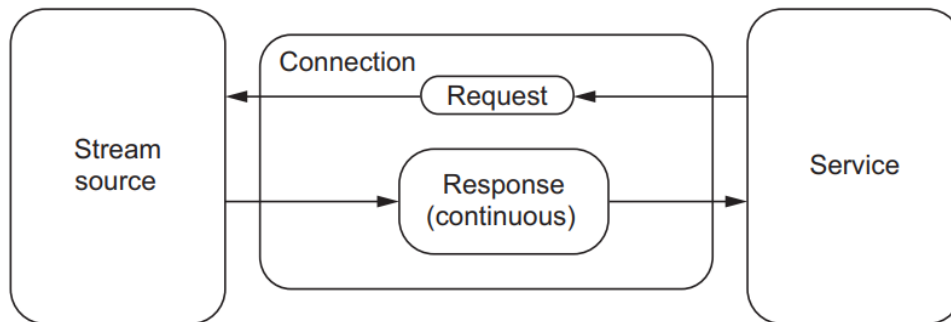 Connection
Request
Stream
source
Response
(continuous)
Service